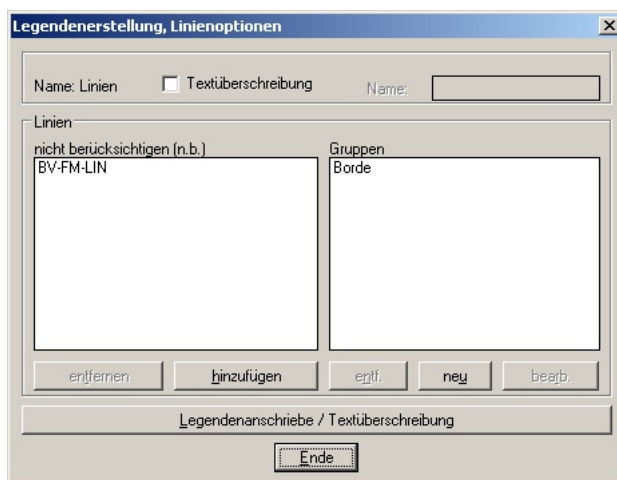 Legendenerstellung, Linienoptionen
Name: Linien Textüberschreibung Name:
Linien
nicht berücksichtigen (n.b.) Gruppen
BV-FM-LIN Borde
entfernen hinzufügen entf. neu bearb.
Legendenanschriebe / Textüberschreibung
Ende